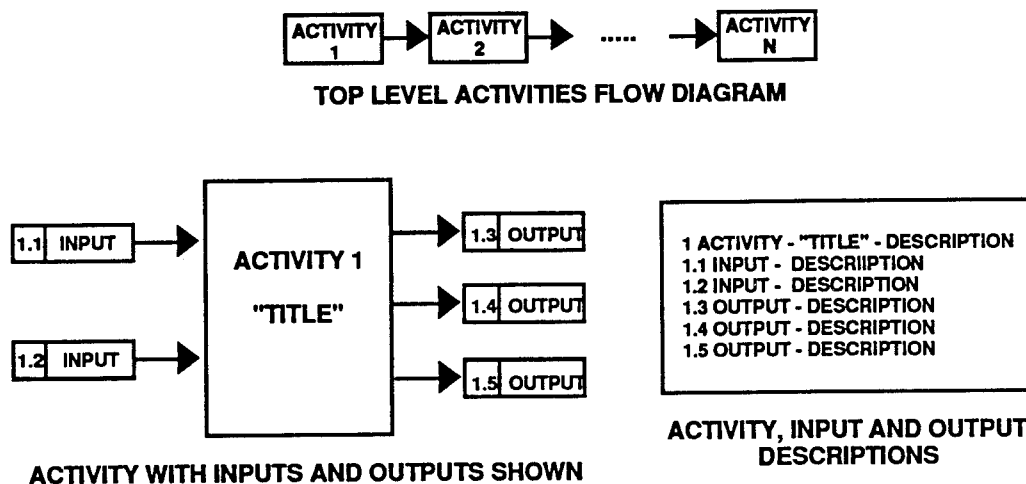 ACTIVITY
1
ACTIVITY
2
.....
ACTIVITY
N
TOP LEVEL ACTIVITIES FLOW DIAGRAM
1.1 INPUT
1.2 INPUT
ACTIVITY 1
"TITLE"
1.3 OUTPUT
1.4 OUTPUT
1.5 OUTPUT
ACTIVITY WITH INPUTS AND OUTPUTS SHOWN
1 ACTIVITY - "TITLE" - DESCRIPTION
1.1 INPUT - DESCRIIPTION
1.2 INPUT - DESCRIPTION
1.3 OUTPUT - DESCRIPTION
1.4 OUTPUT - DESCRIPTION
1.5 OUTPUT - DESCRIPTION
ACTIVITY, INPUT AND OUTPUT
DESCRIPTIONS